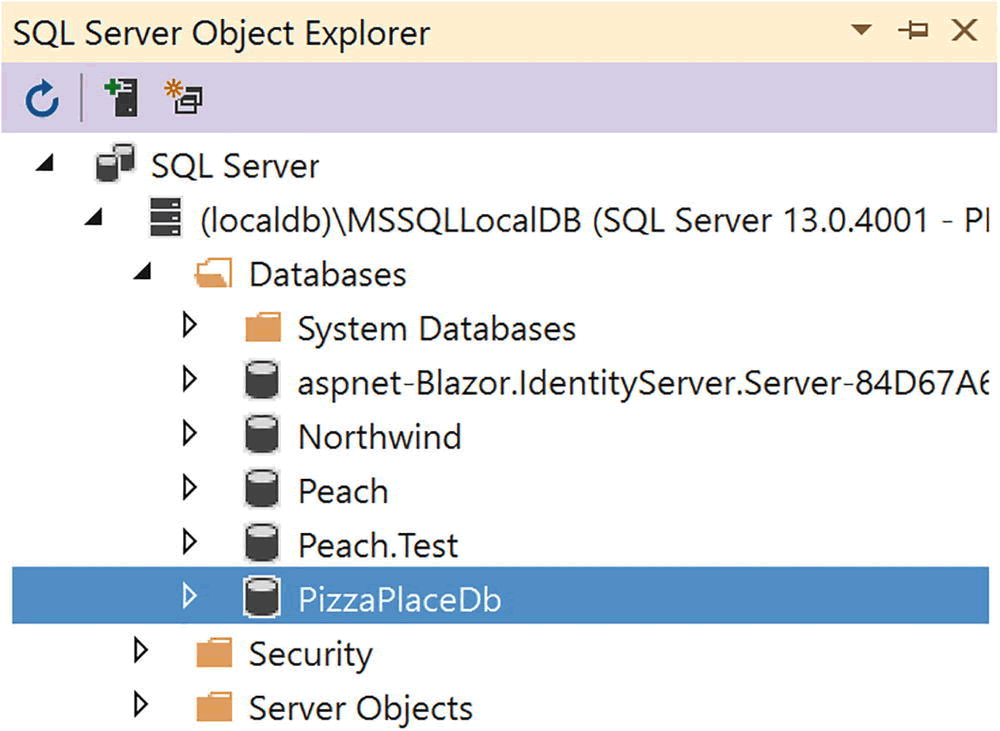 SQL Server Object Explorer
SQL Server
(localdb)\MSSQLLocalDB (SQL Server 13.0.4001 - PI
Databases
System Databases
aspnet-Blazor.IdentityServer.Server-84D67A6
Northwind
Peach
Peach.Test
PizzaPlaceDb
Security
Server Objects